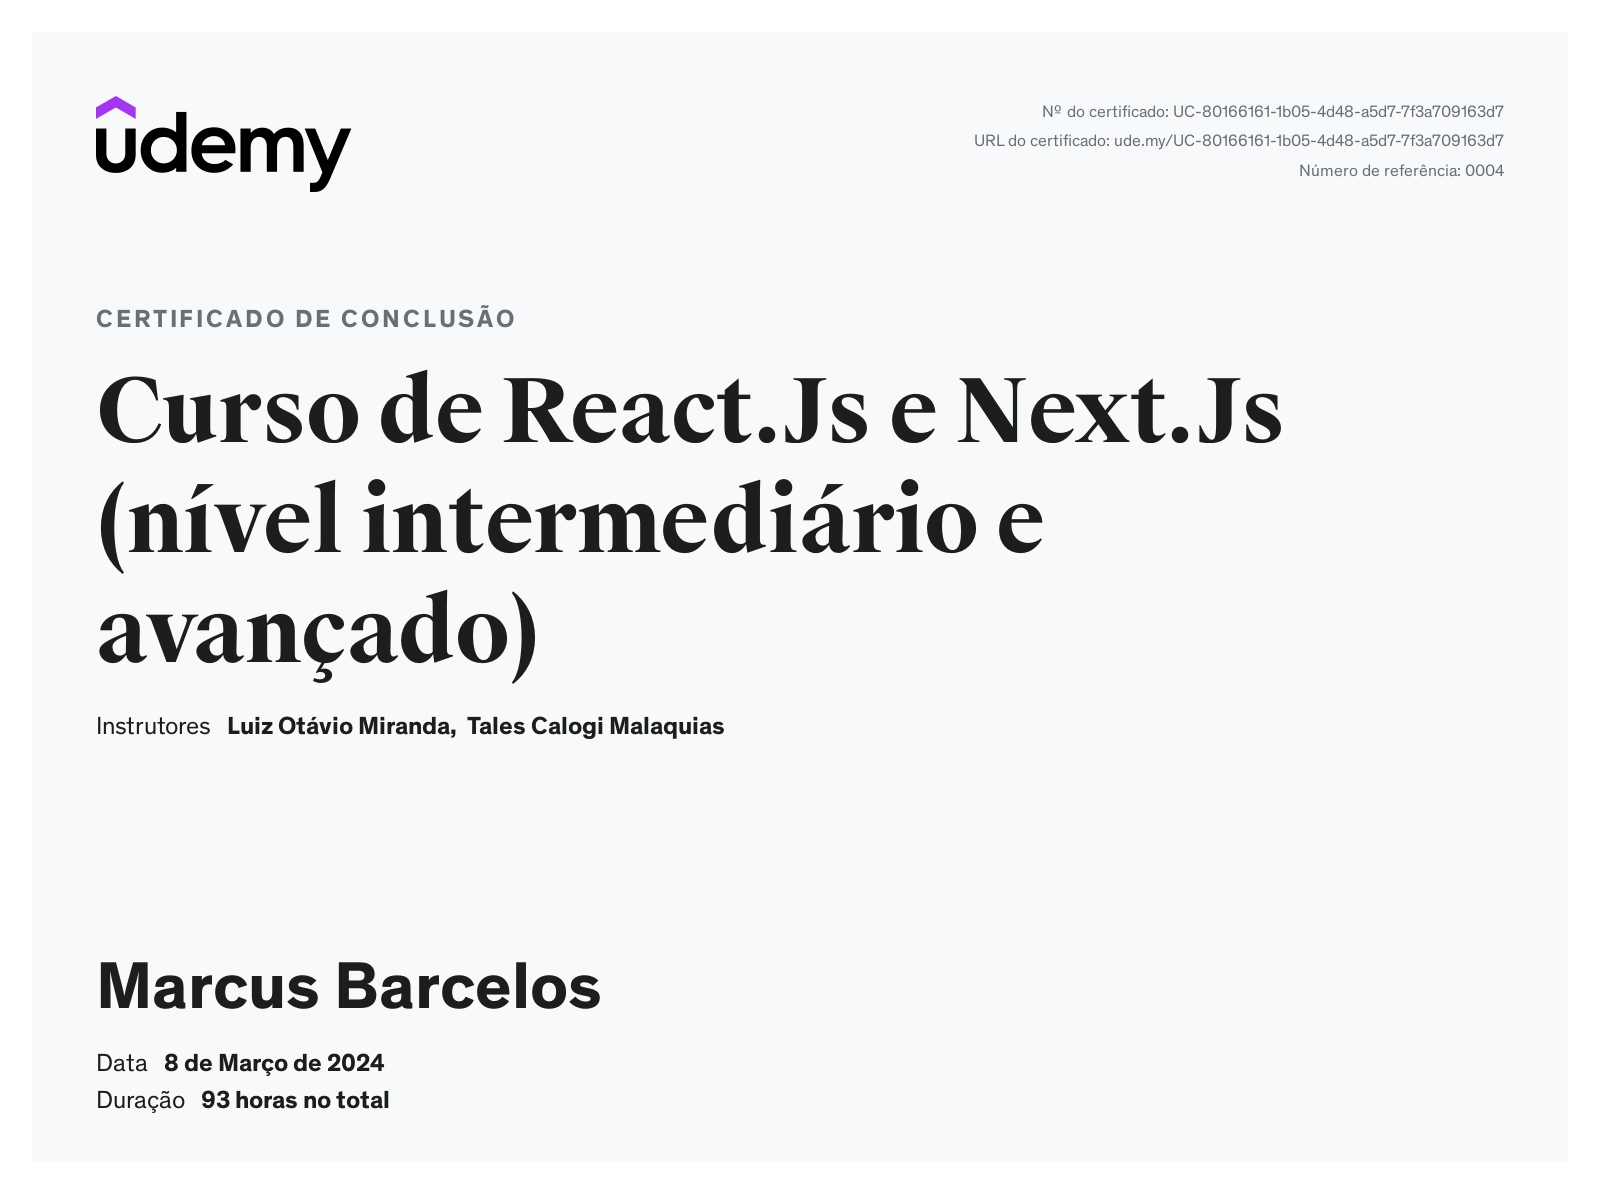 udemy
Nº do certificado: UC-80166161-1b05-4d48-a5d7-7f3a709163d7
URL do certificado: ude.my/UC-80166161-1b05-4d48-a5d7-7f3a709163d7
Número de referência: 0004
CERTIFICADO DE CONCLUSÃO
Curso de React.Js e Next.Js
(nível intermediário e
avançado)
Instrutores Luiz Otávio Miranda, Tales Calogi Malaquias
Marcus Barcelos
Data 8 de Março de 2024
Duração 93 horas no total